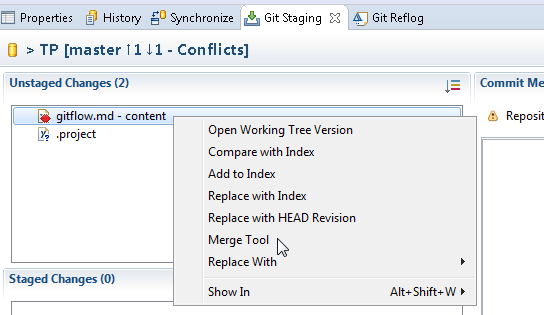 Properties History Synchronize Git Staging Git Reflog
> TP [master ↑1 ↓1 - Conflicts]
Unstaged Changes (2)
Commit Me
gitflow.md - content
.project
Reposit
Open Working Tree Version
Compare with Index
Add to Index
Replace with Index
Replace with HEAD Revision
Merge Tool
Replace With
Show In Alt+Shift+W
Staged Changes (0)